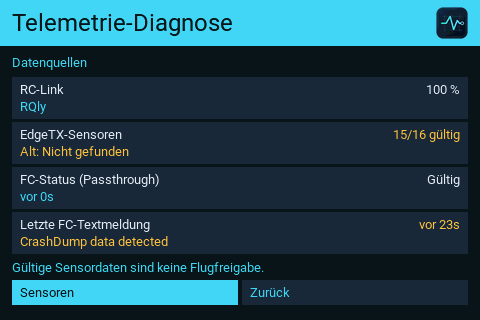 Telemetrie-Diagnose
Datenquellen
RC-Link 100 %
RQly
EdgeTX-Sensoren 15/16 gültig
Alt: Nicht gefunden
FC-Status (Passthrough) Gültig
vor 0s
Letzte FC-Textmeldung vor 23s
CrashDump data detected
Gültige Sensordaten sind keine Flugfreigabe.
Sensoren Zurück